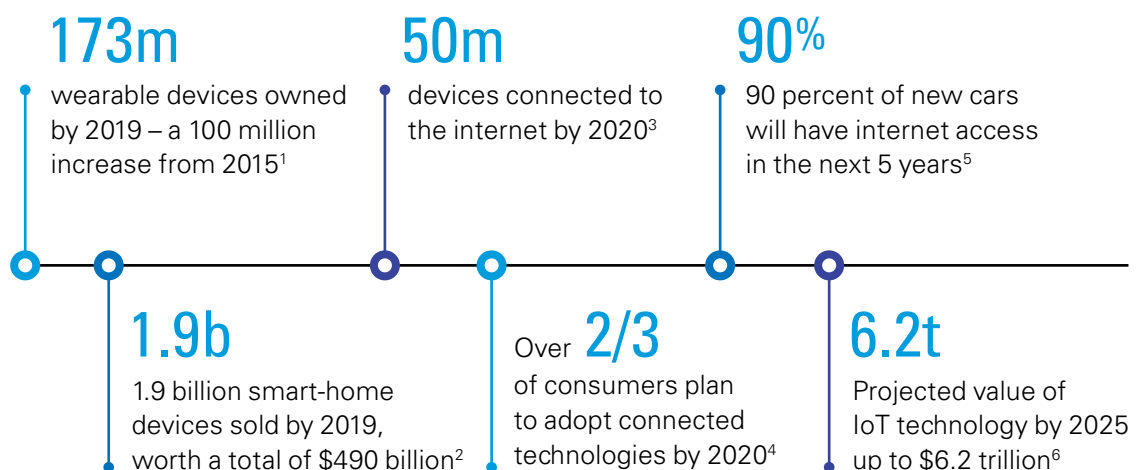 173m
wearable devices owned
by 2019 – a 100 million
increase from 2015¹
50m
devices connected to
the internet by 2020³
90%
90 percent of new cars
will have internet access
in the next 5 years⁵
1.9b
1.9 billion smart-home
devices sold by 2019,
worth a total of $490 billion²
Over 2/3
of consumers plan
to adopt connected
technologies by 2020⁴
6.2t
Projected value of
IoT technology by 2025
up to $6.2 trillion⁶